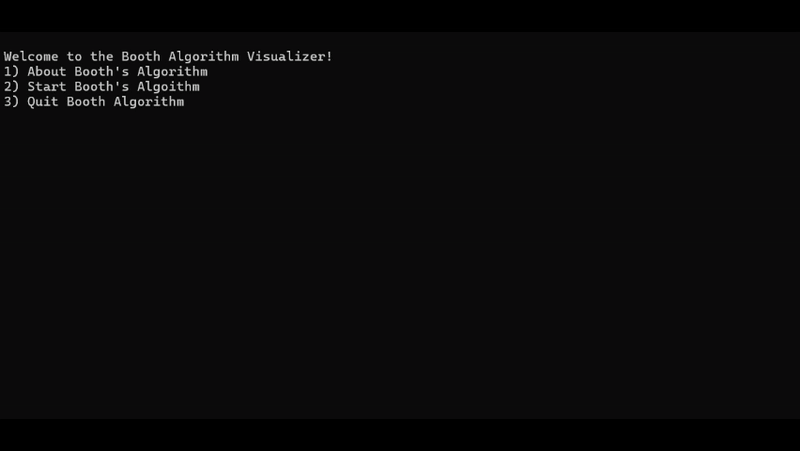 Welcome to the Booth Algorithm Visualizer!
1) About Booth's Algorithm
2) Start Booth's Algoithm
3) Quit Booth Algorithm